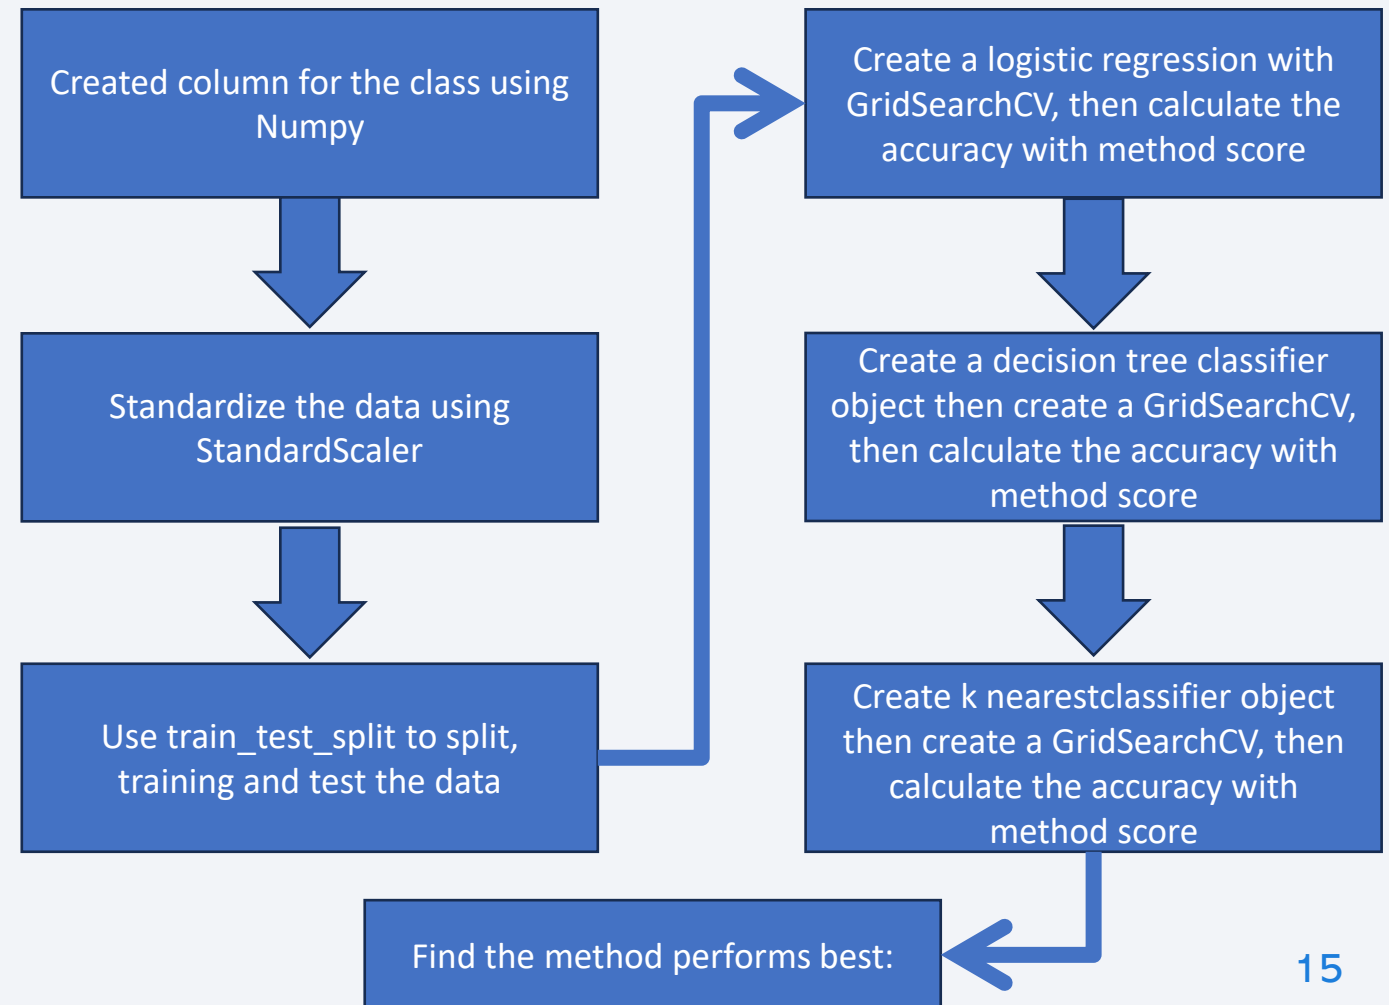 Created column for the class using
Numpy
Standardize the data using
StandardScaler
Use train_test_split to split,
training and test the data
Create a logistic regression with
GridSearchCV, then calculate the
accuracy with method score
Create a decision tree classifier
object then create a GridSearchCV,
then calculate the accuracy with
method score
Create k nearestclassifier object
then create a GridSearchCV, then
calculate the accuracy with
method score
Find the method performs best:
15